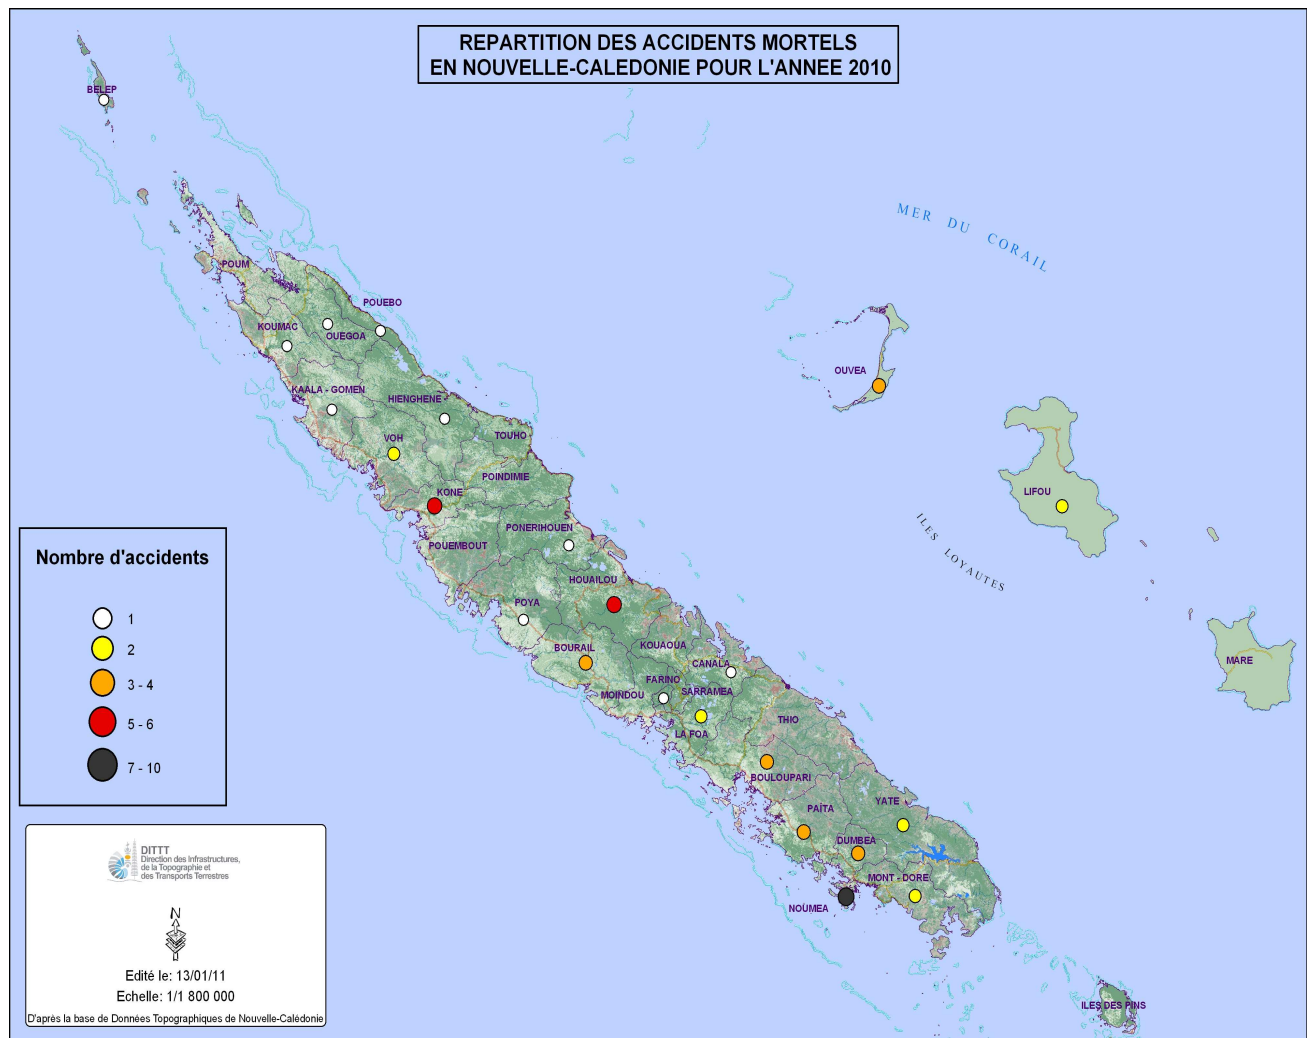 REPARTITION DES ACCIDENTS MORTELS
EN NOUVELLE-CALEDONIE POUR L'ANNEE 2010
BELEP
MER DU CORAIL
POUM
POUEBO
KOUMAC
OUEGOA
OUVEA
KAALA - GOMEN
HIENGHENE
VOH
TOUHO
POINDIMIE
KONE
LIFOU
PONERIHOUEN
S
ILES LOYAUTES
POUEMBOUT
HOUAILOU
POYA
BOURAIL
KOUAOUA
CANALA
MARE
FARINO
SARRAMEA
MOINDOU
THIO
LA FOA
BOULOUPARI
YATE
PAÏTA
DUMBEA
MONT - DORE
NOUMEA
ILES DES PINS
Nombre d'accidents
1
2
3 - 4
5 - 6
7 - 10
DITTT
Direction des Infrastructures,
de la Topographie et
des Transports Terrestres
N
Edité le: 13/01/11
Echelle: 1/1 800 000
D'après la base de Données Topographiques de Nouvelle-Calédonie